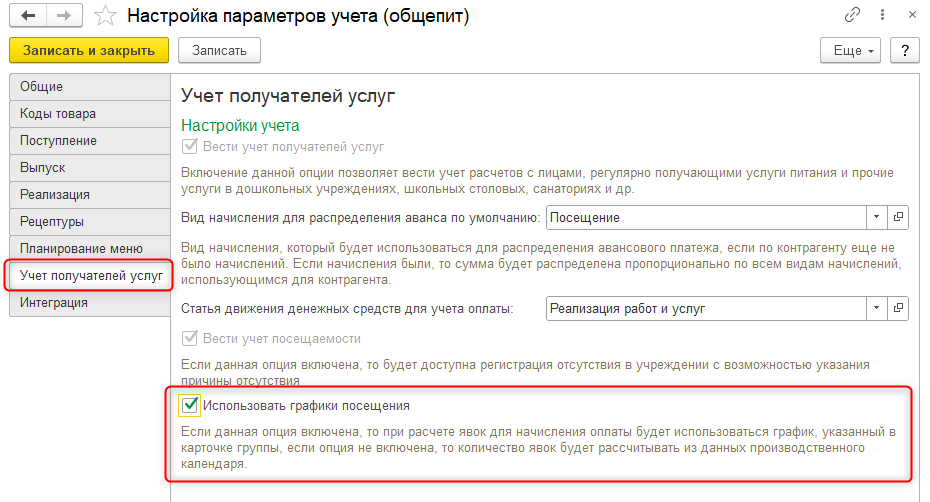 Настройка параметров учета (общепит)
Записать и закрыть
Записать
Еще
?
Общие
Коды товара
Поступление
Выпуск
Реализация
Рецептуры
Планирование меню
Учет получателей услуг
Интеграция
Учет получателей услуг
Настройки учета
Вести учет получателей услуг
Включение данной опции позволяет вести учет расчетов с лицами, регулярно получающими услуги питания и прочие
услуги в дошкольных учреждениях, школьных столовых, санаториях и др.
Вид начисления для распределения аванса по умолчанию: Посещение
Вид начисления, который будет использоваться для распределения авансового платежа, если по контрагенту еще не
было начислений. Если начисления были, то сумма будет распределена пропорционально по всем видам начислений,
использующимся для контрагента.
Статья движения денежных средств для учета оплаты: Реализация работ и услуг
Вести учет посещаемости
Если данная опция включена, то будет доступна регистрация отсутствия в учреждении с возможностью указания
причины отсутствия
Использовать графики посещения
Если данная опция включена, то при расчете явок для начисления оплаты будет использоваться график, указанный в
карточке группы, если опция не включена, то количество явок будет рассчитывать из данных производственного
календаря.